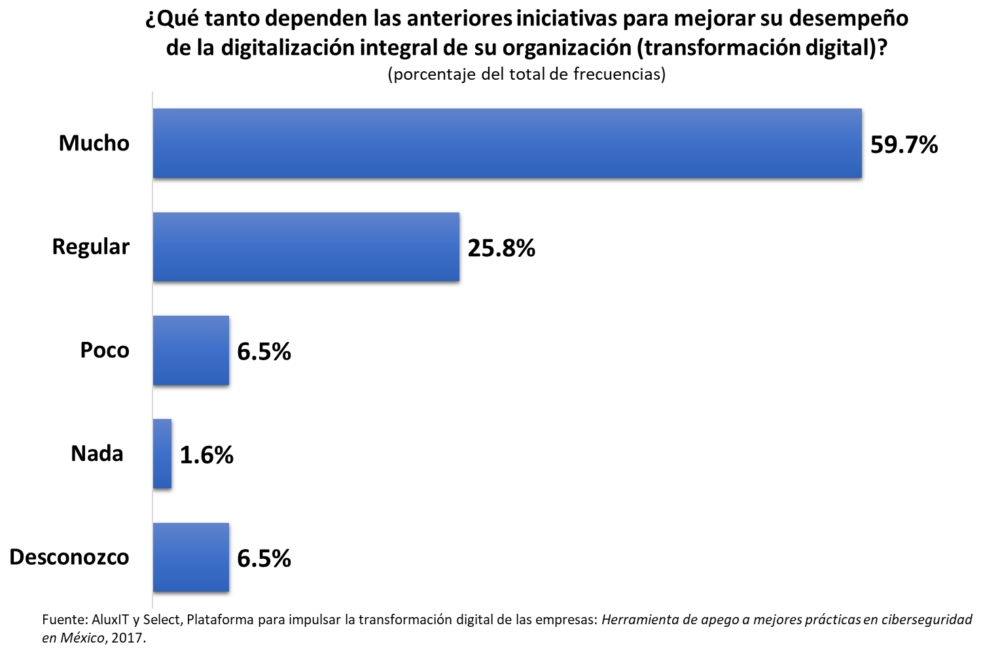 ¿Qué tanto dependen las anteriores iniciativas para mejorar su desempeño
de la digitalización integral de su organización (transformación digital)?
(porcentaje del total de frecuencias)
Mucho 59.7%
Regular 25.8%
Poco 6.5%
Nada 1.6%
Desconozco 6.5%
Fuente: AluxIT y Select, Plataforma para impulsar la transformación digital de las empresas: Herramienta de apego a mejores prácticas en ciberseguridad
en México, 2017.